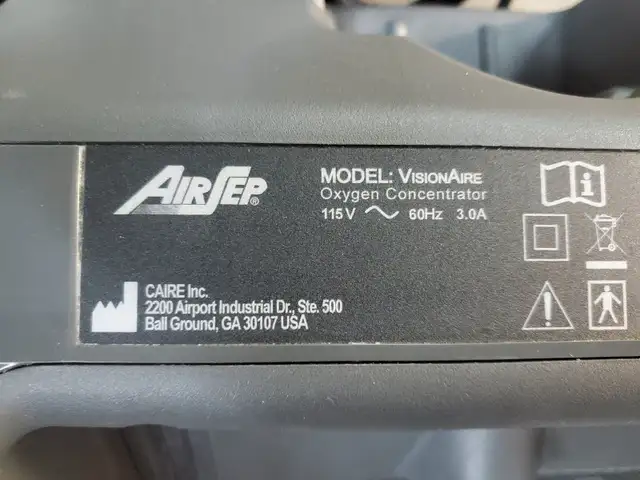 AIRSEP®
MODEL: VISIONAIRE
Oxygen Concentrator
115V ~ 60Hz 3.0A
CAIRE Inc.
2200 Airport Industrial Dr., Ste. 500
Ball Ground, GA 30107 USA